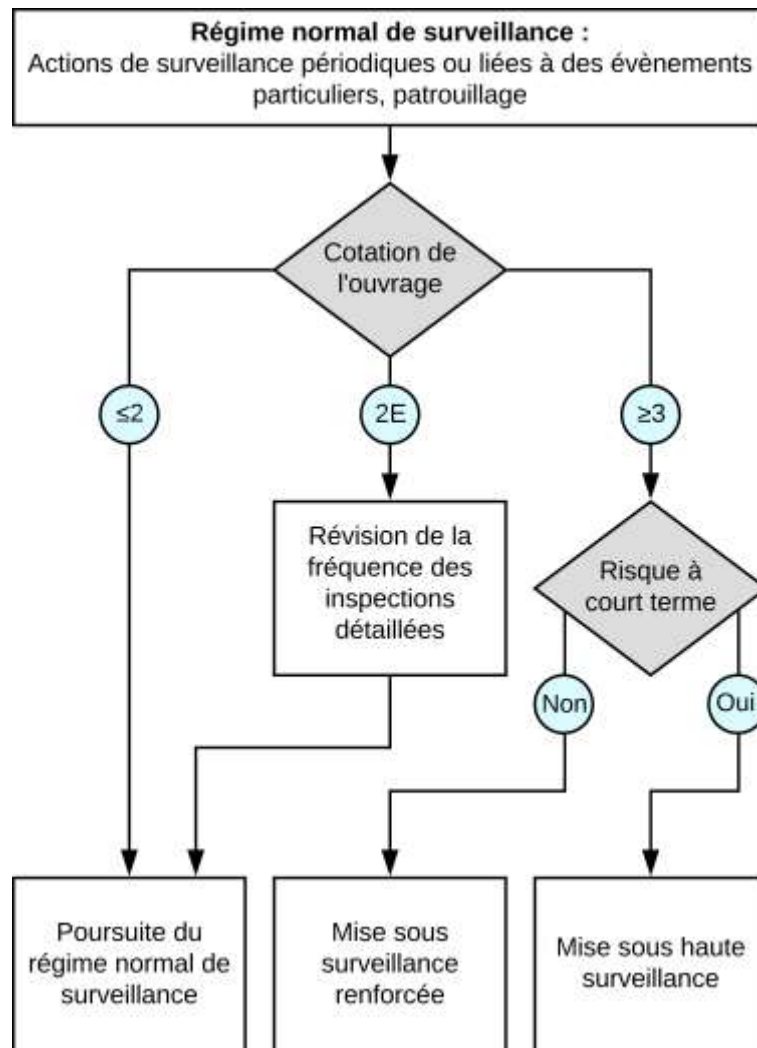 Régime normal de surveillance :
Actions de surveillance périodiques ou liées à des évènements
particuliers, patrouillage
Cotation de
l'ouvrage
≤2
2E
≥3
Révision de la
fréquence des
inspections
détaillées
Risque à
court terme
Non
Oui
Poursuite du
régime normal de
surveillance
Mise sous
surveillance
renforcée
Mise sous haute
surveillance